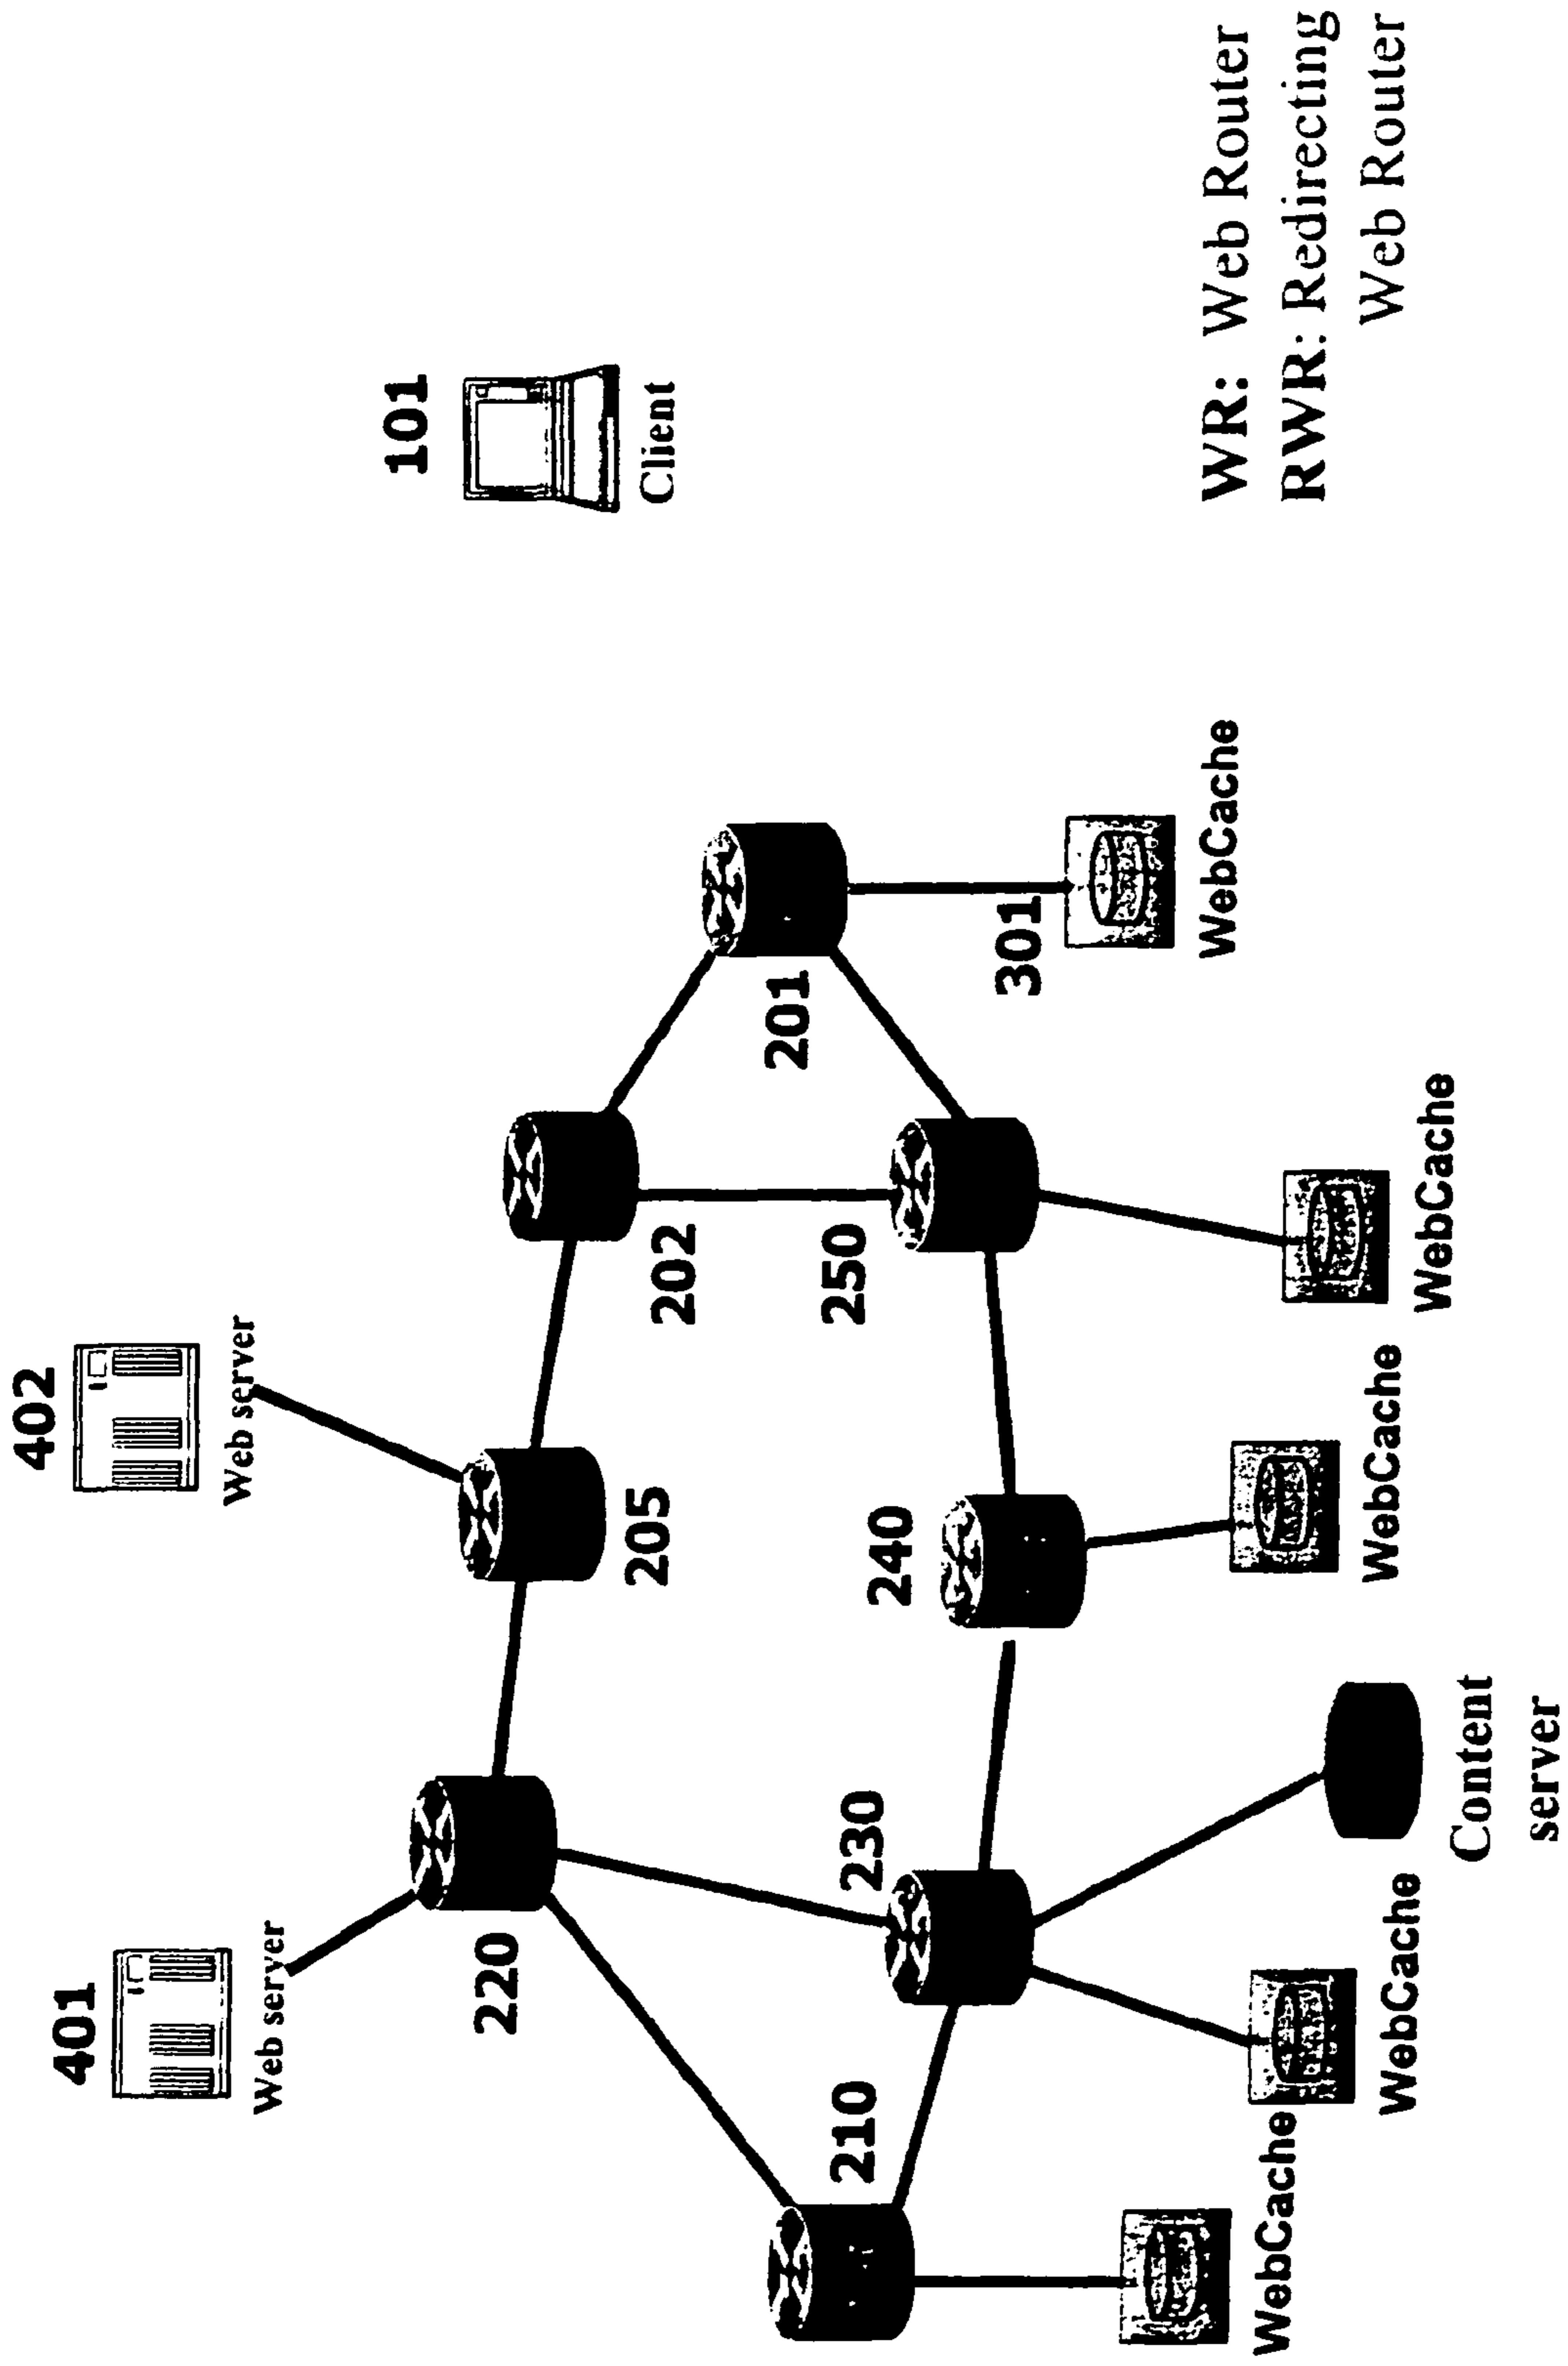 401
Web server
402
Web server
101
Client
220
205
202
210
230
240
250
201
301
WebCache
WebCache
Content
server
WebCache
WebCache
WebCache
WR: Web Router
RWR: Redirecting
Web Router